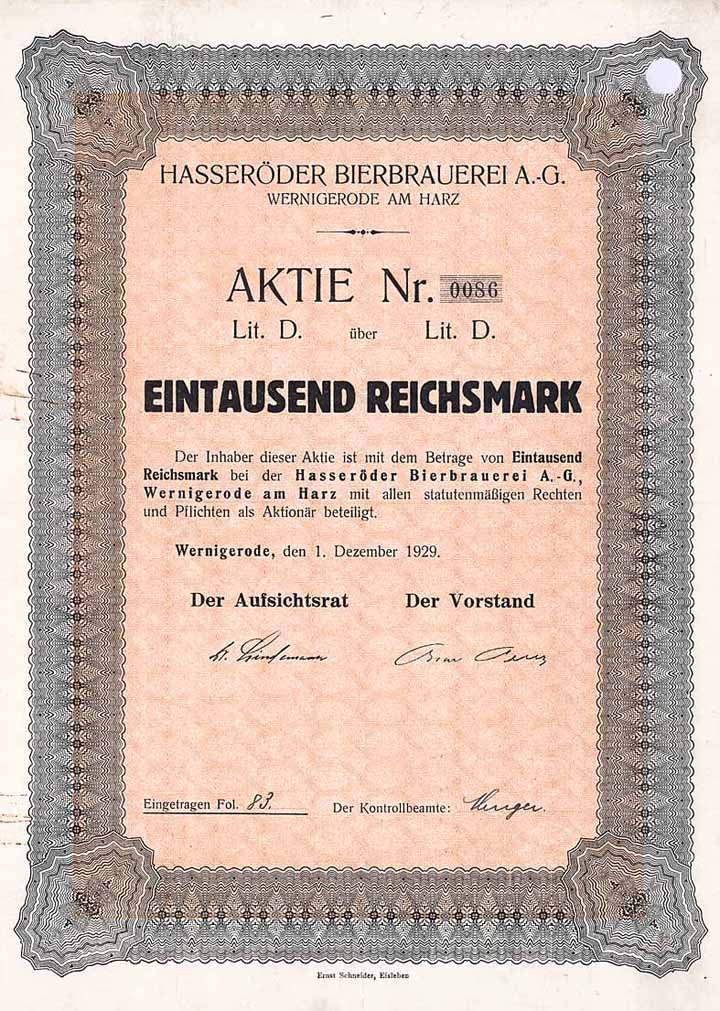 HASSERÖDER BIERBRAUEREI A.-G.
WERNIGERODE AM HARZ
AKTIE Nr. 0086
Lit. D. über Lit. D.
EINTAUSEND REICHSMARK
Der Inhaber dieser Aktie ist mit dem Betrage von Eintausend
Reichsmark bei der Hasseröder Bierbrauerei A.-G.,
Wernigerode am Harz mit allen statutenmäßigen Rechten
und Pflichten als Aktionär beteiligt.
Wernigerode, den 1. Dezember 1929.
Der Aufsichtsrat Der Vorstand
Eingetragen Fol. 83. Der Kontrollbeamte:
Ernst Schneider, Eisleben